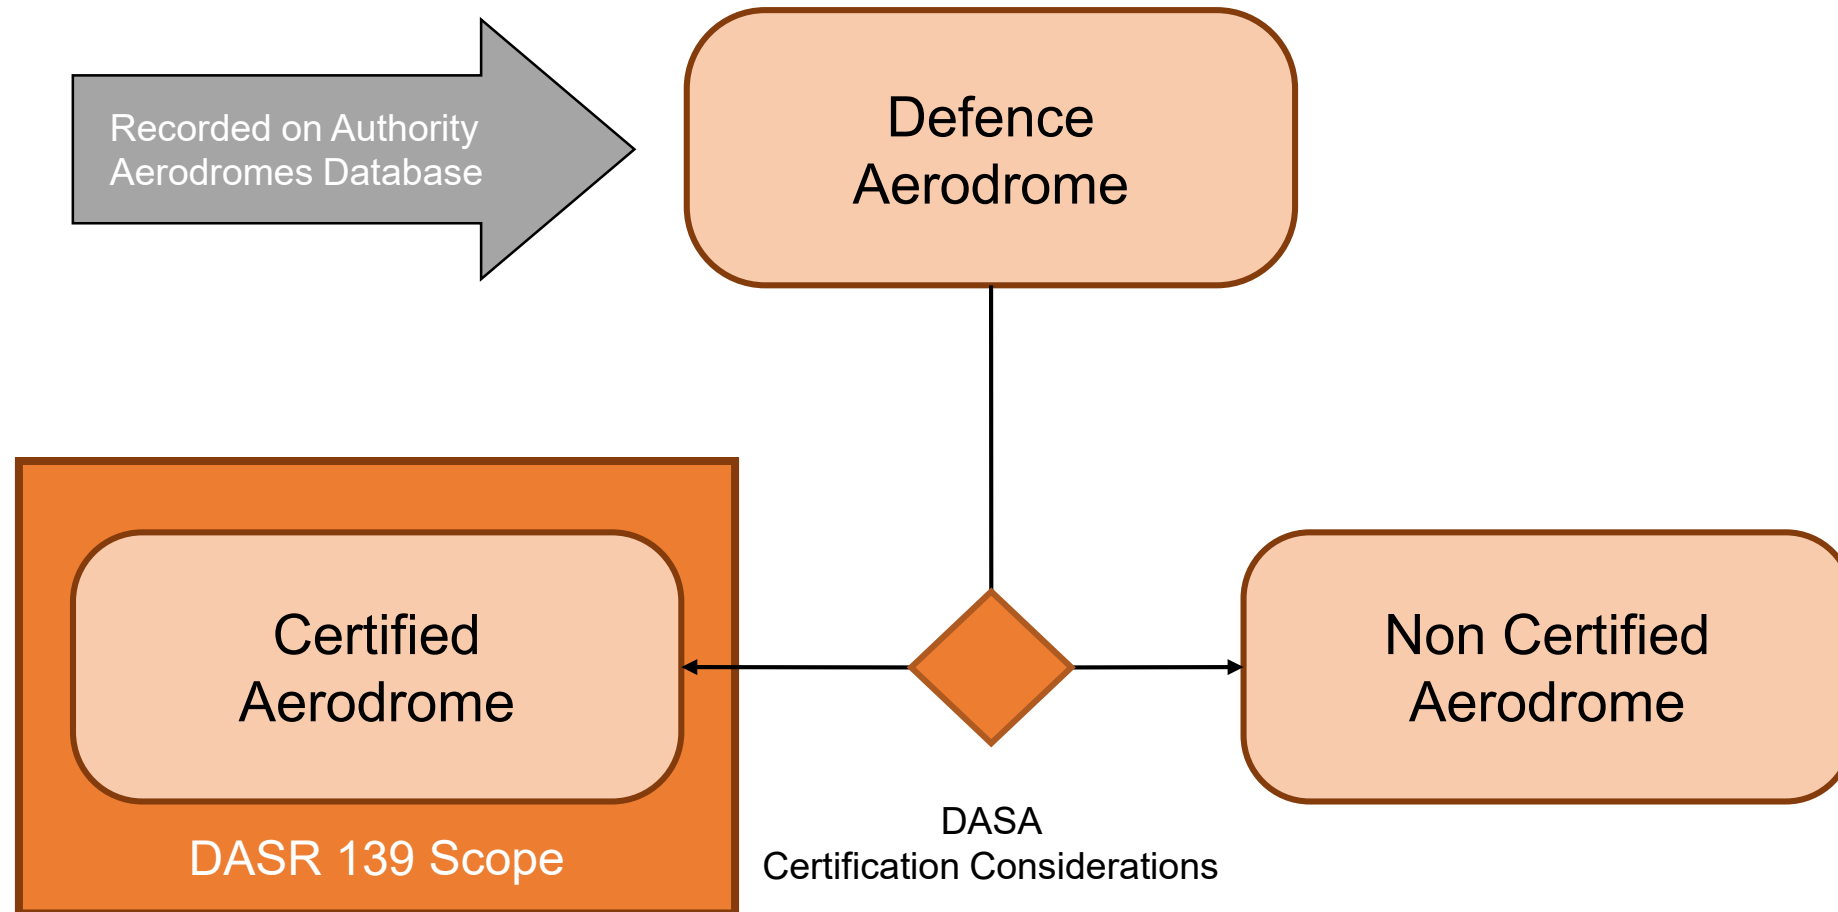 Recorded on Authority
Aerodromes Database
Defence
Aerodrome
Certified
Aerodrome
DASR 139 Scope
DASA
Certification Considerations
Non Certified
Aerodrome